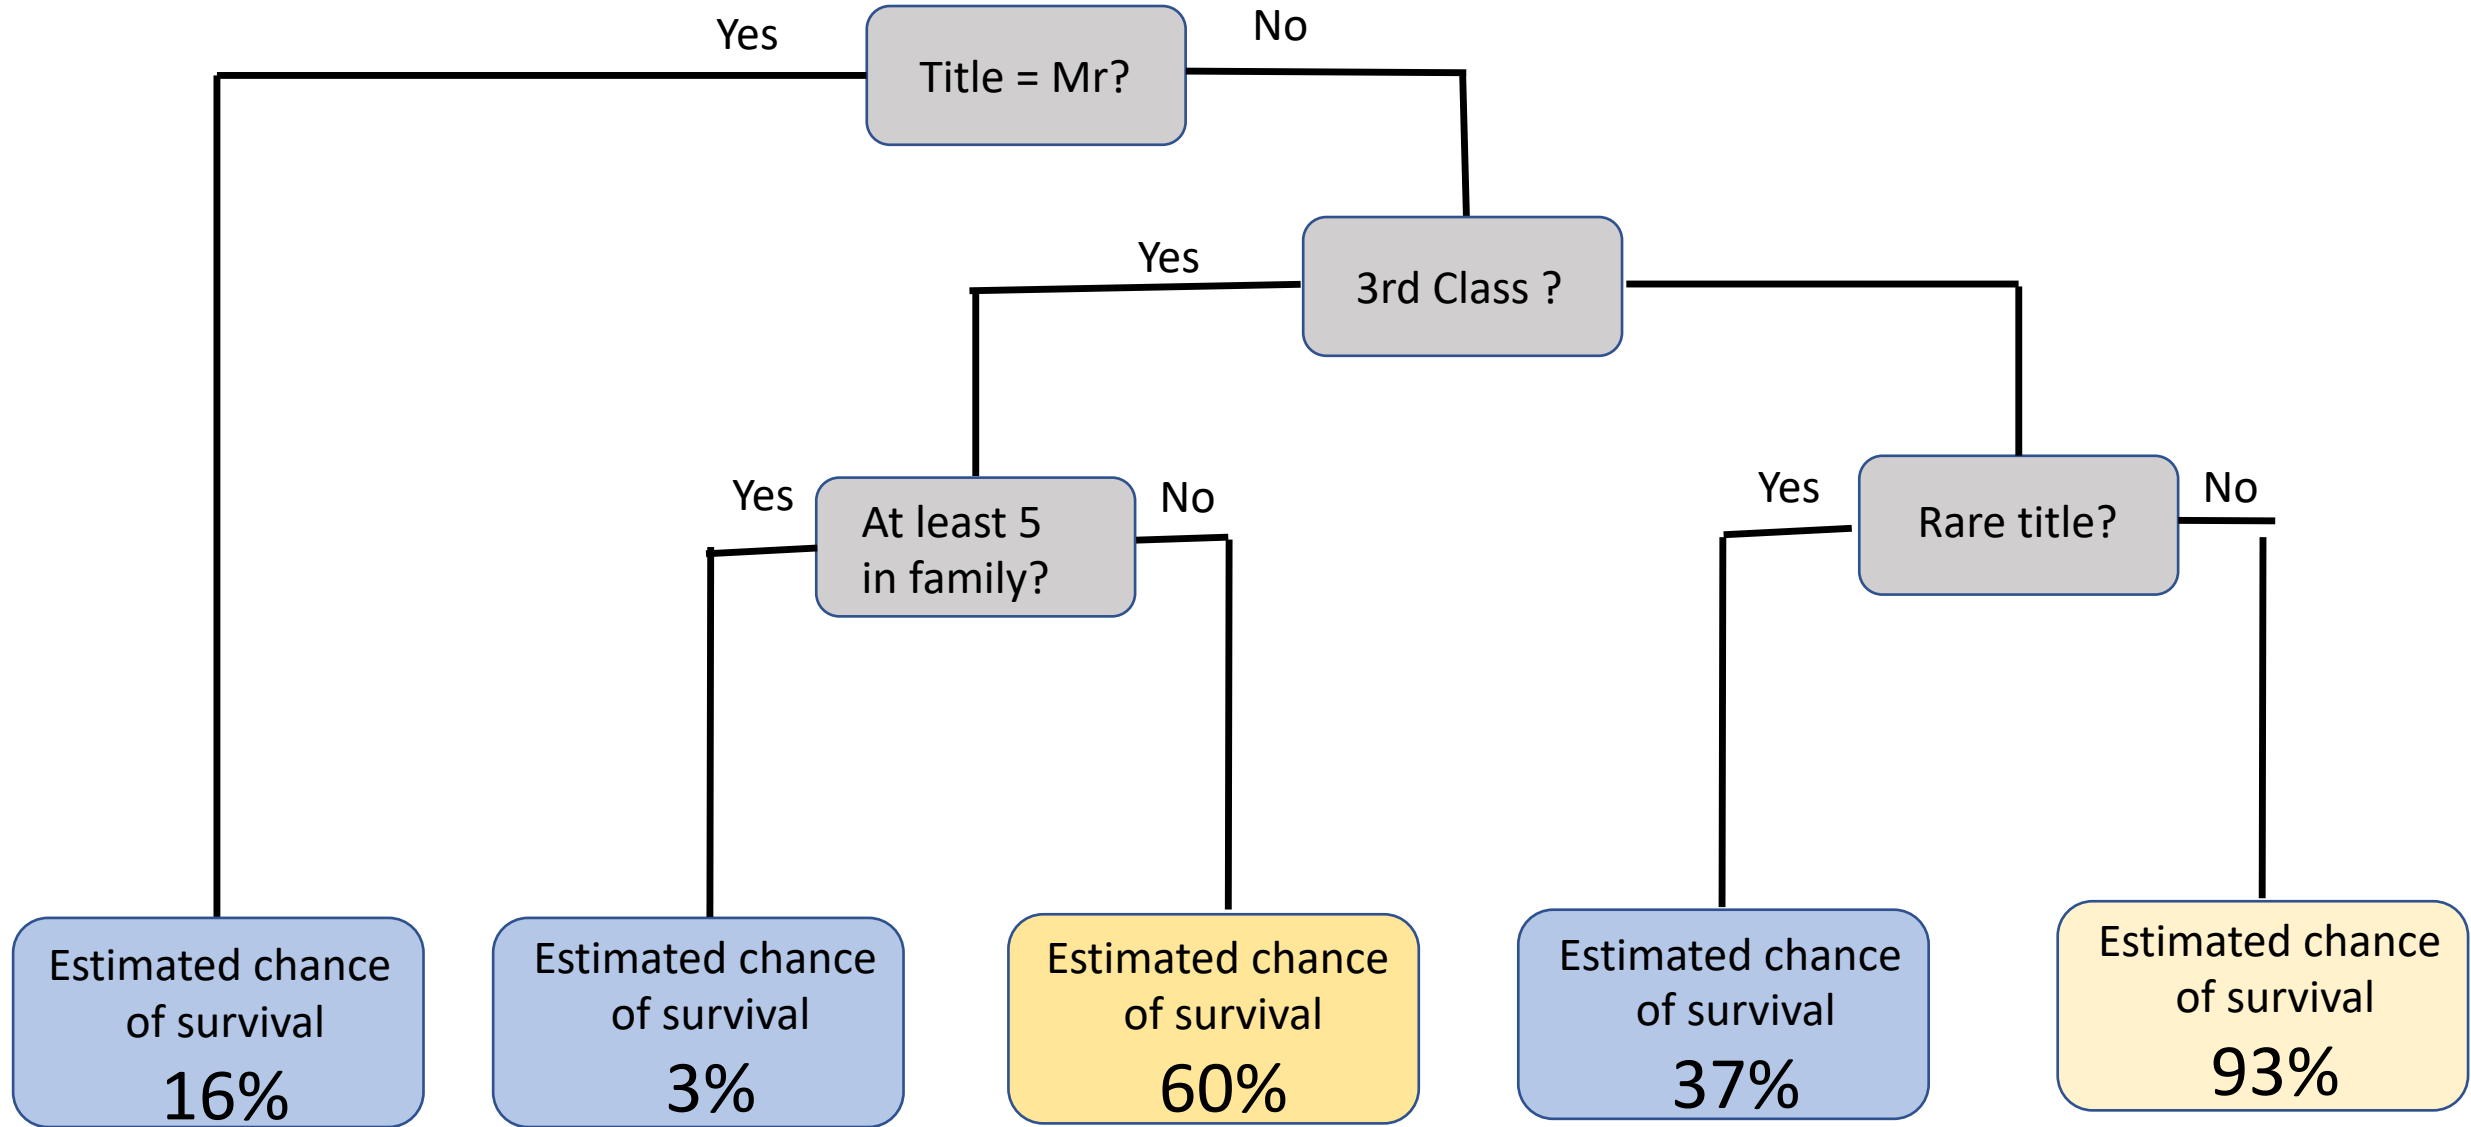 Yes
Title = Mr?
No
Yes
3rd Class ?
Yes
At least 5
in family?
No
Yes
Rare title?
No
Estimated chance
of survival
16%
Estimated chance
of survival
3%
Estimated chance
of survival
60%
Estimated chance
of survival
37%
Estimated chance
of survival
93%